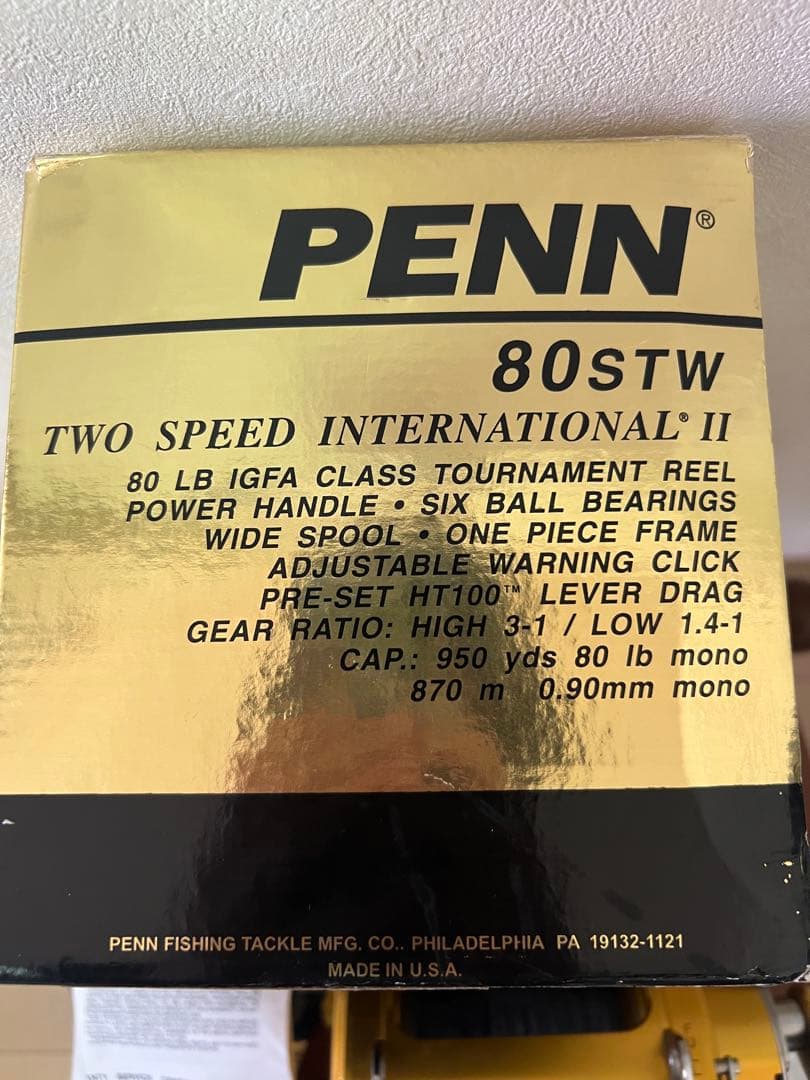 PENN®
80STW
TWO SPEED INTERNATIONAL® II
80 LB IGFA CLASS TOURNAMENT REEL
POWER HANDLE • SIX BALL BEARINGS
WIDE SPOOL • ONE PIECE FRAME
ADJUSTABLE WARNING CLICK
PRE-SET HT100™ LEVER DRAG
GEAR RATIO: HIGH 3-1 / LOW 1.4-1
CAP.: 950 yds 80 lb mono
870 m 0.90mm mono
PENN FISHING TACKLE MFG. CO.. PHILADELPHIA PA 19132-1121
MADE IN U.S.A.